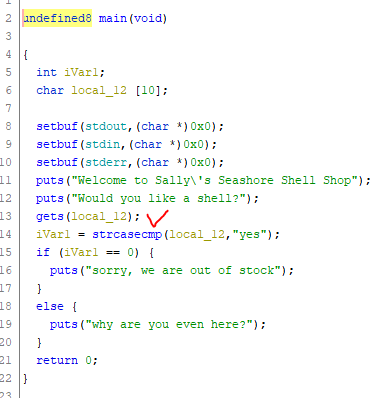 2 undefined8 main(void)
3
4 {
5 int iVar1;
6 char local_12 [10];
7
8 setbuf(stdout,(char *)0x0);
9 setbuf(stdin,(char *)0x0);
10 setbuf(stderr,(char *)0x0);
11 puts("Welcome to Sally\'s Seashore Shell Shop");
12 puts("Would you like a shell?");
13 gets(local_12);
14 iVar1 = strcasecmp(local_12,"yes");
15 if (iVar1 == 0) {
16 puts("sorry, we are out of stock");
17 }
18 else {
19 puts("why are you even here?");
20 }
21 return 0;
22 }
23